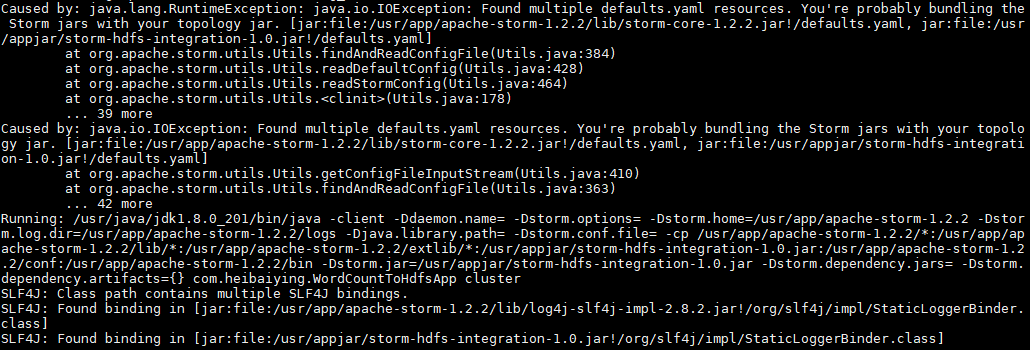 Caused by: java.lang.RuntimeException: java.io.IOException: Found multiple defaults.yaml resources. You're probably bundling the
 Storm jars with your topology jar. [jar:file:/usr/app/apache-storm-1.2.2/lib/storm-core-1.2.2.jar!/defaults.yaml, jar:file:/usr
/appjar/storm-hdfs-integration-1.0.jar!/defaults.yaml]
        at org.apache.storm.utils.Utils.findAndReadConfigFile(Utils.java:384)
        at org.apache.storm.utils.Utils.readDefaultConfig(Utils.java:428)
        at org.apache.storm.utils.Utils.readStormConfig(Utils.java:464)
        at org.apache.storm.utils.Utils.<clinit>(Utils.java:178)
        ... 39 more
Caused by: java.io.IOException: Found multiple defaults.yaml resources. You're probably bundling the Storm jars with your topolo
gy jar. [jar:file:/usr/app/apache-storm-1.2.2/lib/storm-core-1.2.2.jar!/defaults.yaml, jar:file:/usr/appjar/storm-hdfs-integrati
on-1.0.jar!/defaults.yaml]
        at org.apache.storm.utils.Utils.getConfigFileInputStream(Utils.java:410)
        at org.apache.storm.utils.Utils.findAndReadConfigFile(Utils.java:363)
        ... 42 more
Running: /usr/java/jdk1.8.0_201/bin/java -client -Ddaemon.name= -Dstorm.options= -Dstorm.home=/usr/app/apache-storm-1.2.2 -Dstor
m.log.dir=/usr/app/apache-storm-1.2.2/logs -Djava.library.path= -Dstorm.conf.file= -cp /usr/app/apache-storm-1.2.2/*:/usr/app/ap
ache-storm-1.2.2/lib/*:/usr/app/apache-storm-1.2.2/extlib/*:/usr/appjar/storm-hdfs-integration-1.0.jar:/usr/app/apache-storm-1.2
.2/conf:/usr/app/apache-storm-1.2.2/bin -Dstorm.jar=/usr/appjar/storm-hdfs-integration-1.0.jar -Dstorm.dependency.jars= -Dstorm.
dependency.artifacts={} com.heibaiying.WordCountToHdfsApp cluster
SLF4J: Class path contains multiple SLF4J bindings.
SLF4J: Found binding in [jar:file:/usr/app/apache-storm-1.2.2/lib/log4j-slf4j-impl-2.8.2.jar!/org/slf4j/impl/StaticLoggerBinder.
class]
SLF4J: Found binding in [jar:file:/usr/appjar/storm-hdfs-integration-1.0.jar!/org/slf4j/impl/StaticLoggerBinder.class]